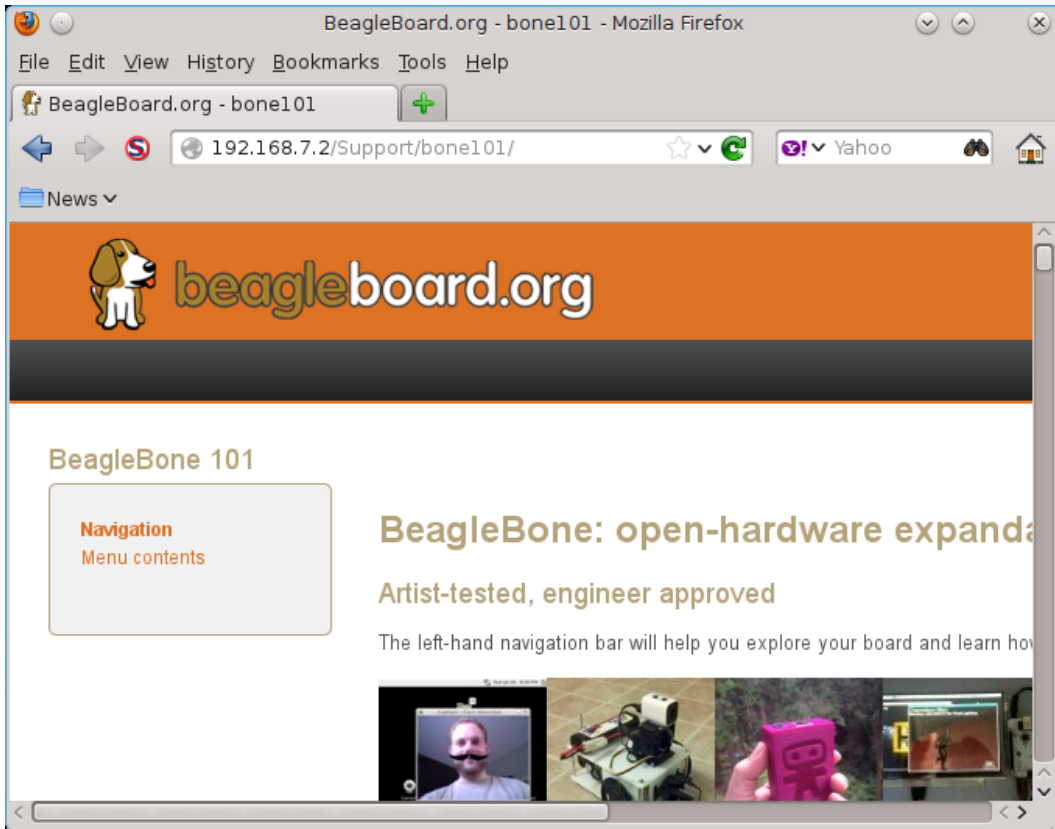 BeagleBoard.org - bone101 - Mozilla Firefox
File Edit View History Bookmarks Tools Help
BeagleBoard.org - bone101
192.168.7.2/Support/bone101/
Yahoo
News
beagleboard.org
BeagleBone 101
Navigation
Menu contents
BeagleBone: open-hardware expanda
Artist-tested, engineer approved
The left-hand navigation bar will help you explore your board and learn how